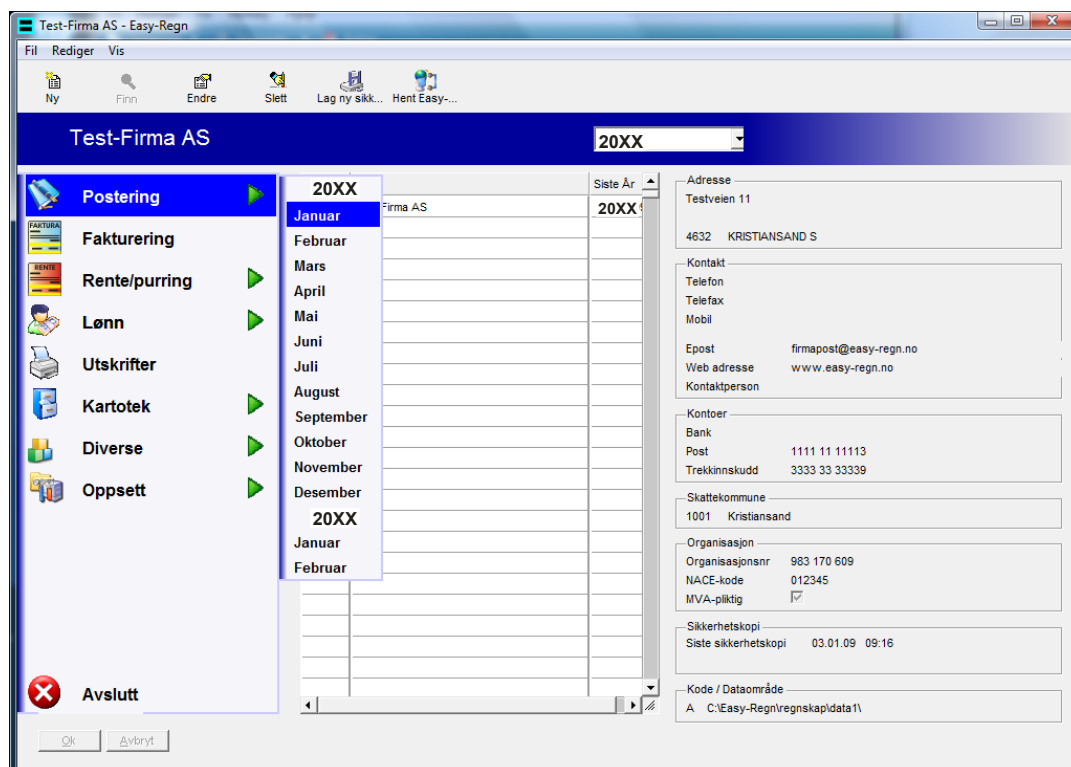 Test-Firma AS - Easy-Regn
Fil Rediger Vis
Ny Finn Endre Slett Lag ny sikk... Hent Easy-...
Test-Firma AS 20XX
Postering
FAKTURA
Fakturering
RENTE
Rente/purring
Lønn
Utskrifter
Kartotek
Diverse
Oppsett
Avslutt
20XX
Januar
Februar
Mars
April
Mai
Juni
Juli
August
September
Oktober
November
Desember
20XX
Januar
Februar
Siste År
Firma AS 20XX
Adresse
Testveien 11
4632 KRISTIANSAND S
Kontakt
Telefon
Telefax
Mobil
Epost firmapost@easy-regn.no
Web adresse www.easy-regn.no
Kontaktperson
Kontoer
Bank
Post 1111 11 11113
Trekkinnskudd 3333 33 33339
Skattekommune
1001 Kristiansand
Organisasjon
Organisasjonsnr 983 170 609
NACE-kode 012345
MVA-pliktig
Sikkerhetskopi
Siste sikkerhetskopi 03.01.09 09:16
Kode / Dataområde
A C:\Easy-Regn\regnskap\data1\
Ok Avbryt